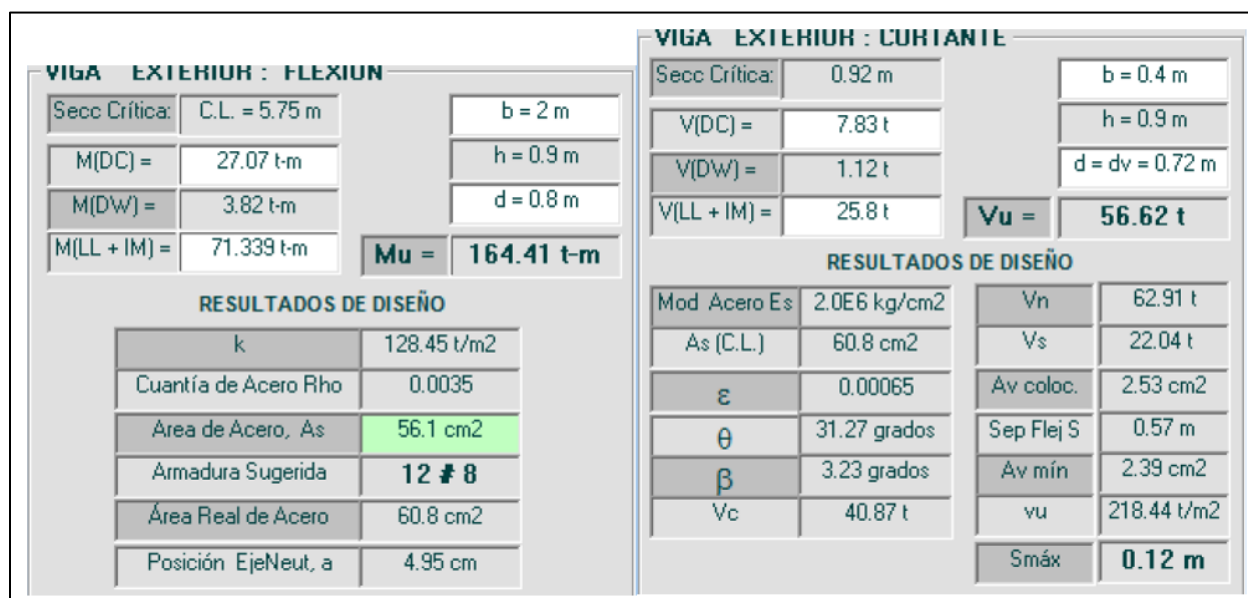 VIGA EXTERIOR : FLEXION
Secc Crítica: C.L. = 5.75 m b = 2 m
M(DC) = 27.07 t-m h = 0.9 m
M(DW) = 3.82 t-m d = 0.8 m
M(LL + IM) = 71.339 t-m Mu = 164.41 t-m
RESULTADOS DE DISEÑO
k 128.45 t/m2
Cuantía de Acero Rho 0.0035
Area de Acero, As 56.1 cm2
Armadura Sugerida 12 # 8
Área Real de Acero 60.8 cm2
Posición EjeNeut, a 4.95 cm
VIGA EXTERIOR : CORTANTE
Secc Crítica: 0.92 m b = 0.4 m
V(DC) = 7.83 t h = 0.9 m
V(DW) = 1.12 t d = dv = 0.72 m
V(LL + IM) = 25.8 t Vu = 56.62 t
RESULTADOS DE DISEÑO
Mod Acero Es 2.0E6 kg/cm2 Vn 62.91 t
As (C.L.) 60.8 cm2 Vs 22.04 t
ε 0.00065 Av coloc. 2.53 cm2
θ 31.27 grados Sep Flej S 0.57 m
β 3.23 grados Av mín 2.39 cm2
Vc 40.87 t vu 218.44 t/m2
Smáx 0.12 m